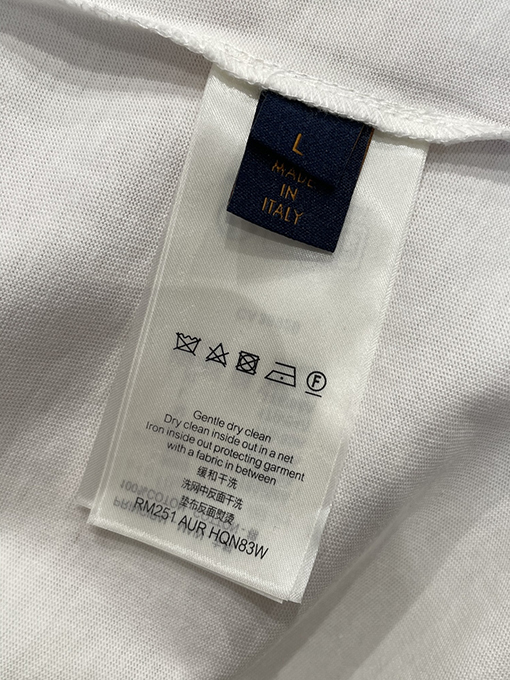 L
MADE
IN
ITALY
F
Gentle dry clean
Dry clean inside out in a net
Iron inside out protecting garment
with a fabric in between
缓和干洗
洗网中反面干洗
垫布反面熨烫
RM251 AUR HQN83W